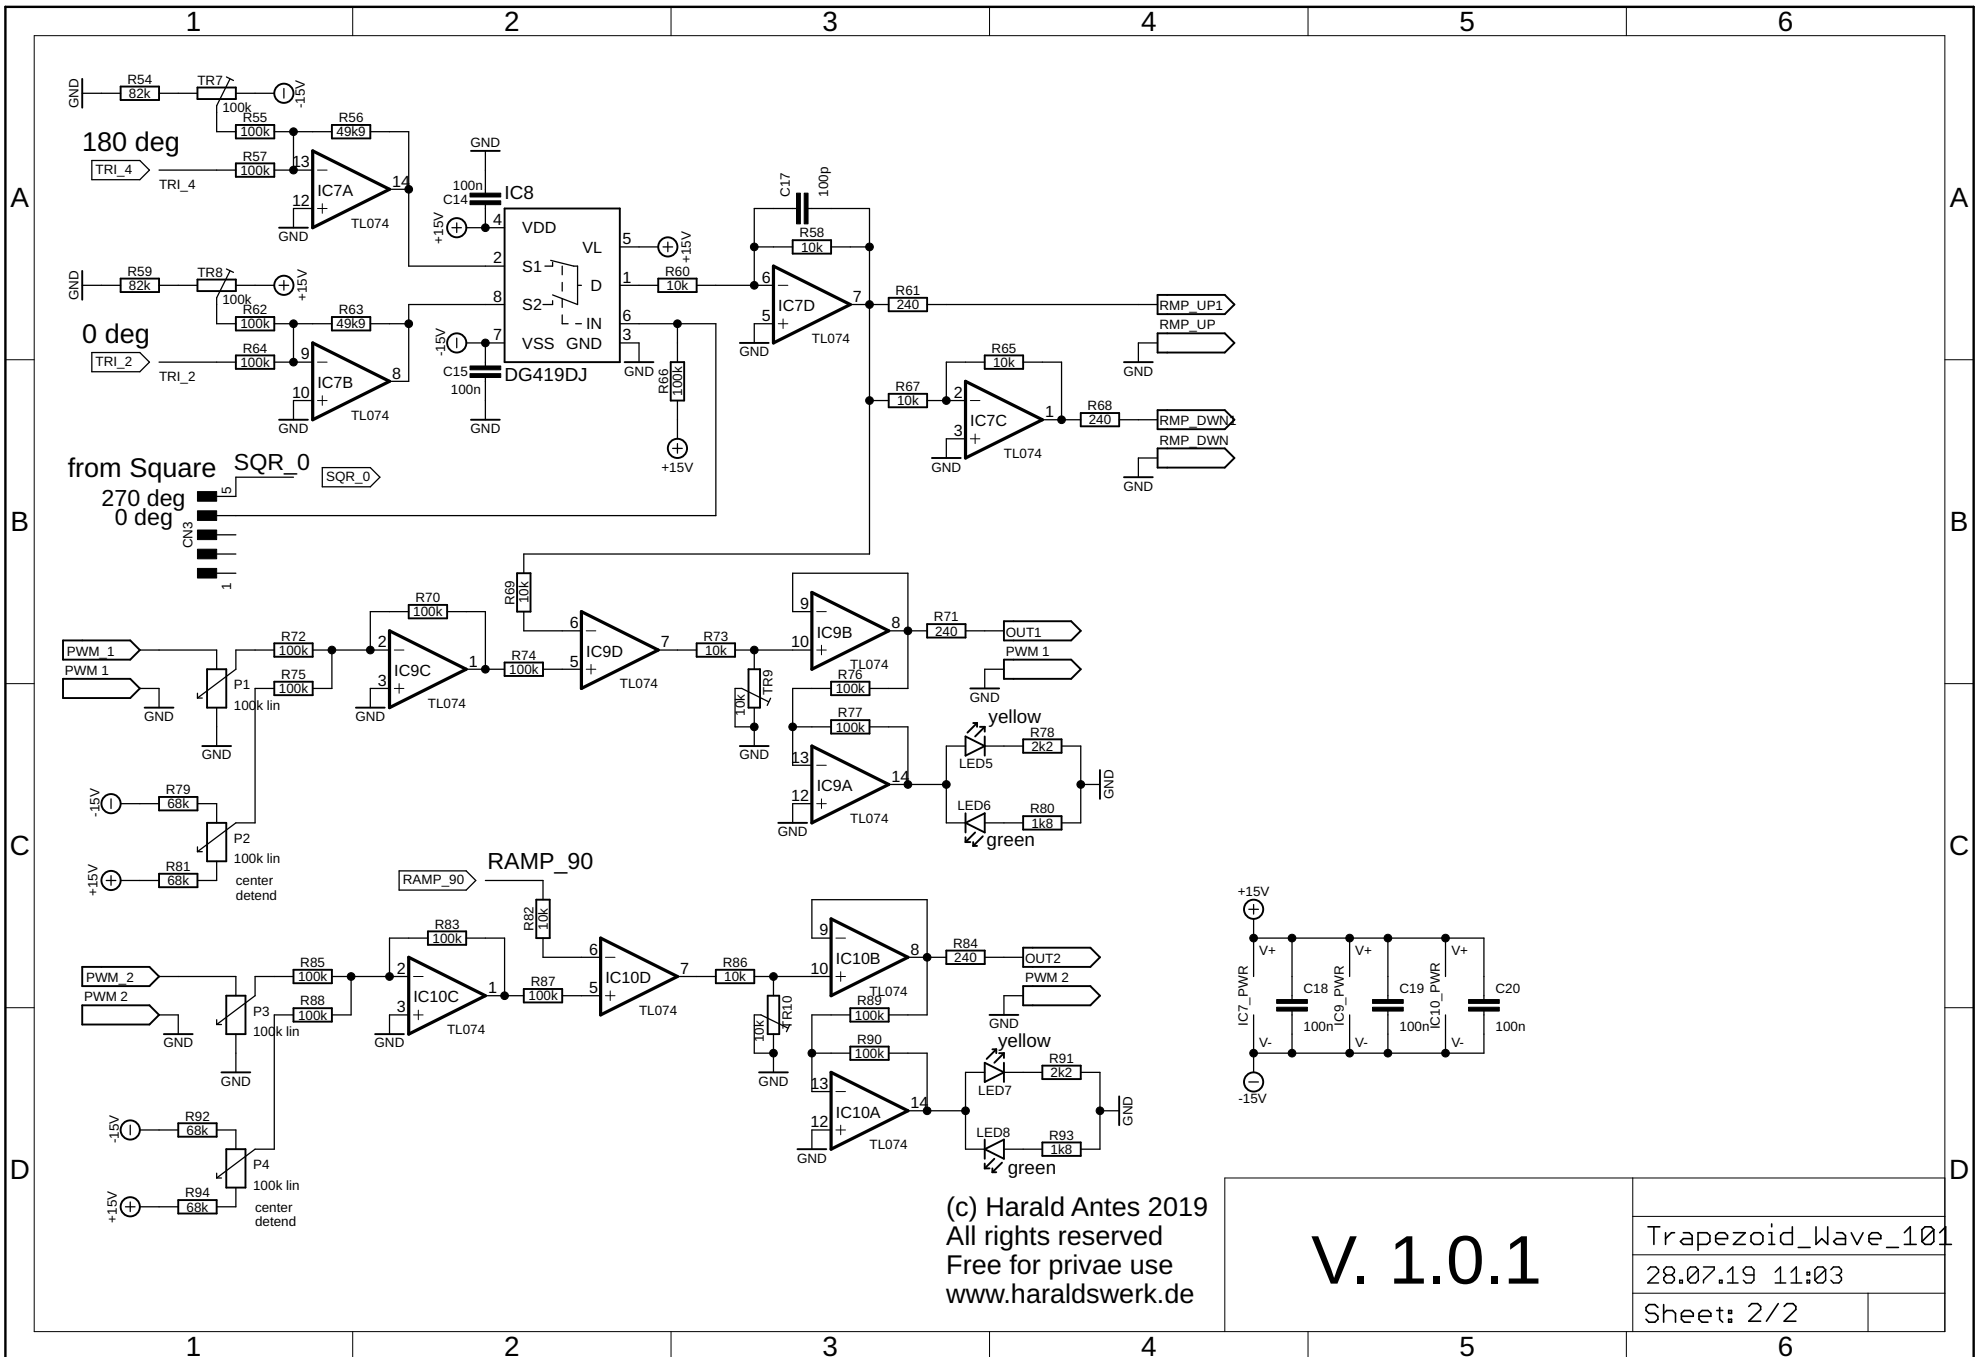 1 2 3 4 5 6
A A
B B
C C
D D
GND R54 82k TR7 100k -15V
R55 100k R56 49k9
180 deg
TRI_4 TRI_4 R57 100k
13 12 14 IC7A TL074 GND
GND R59 82k TR8 100k +15V
R62 100k R63 49k9
0 deg
TRI_2 TRI_2 R64 100k
9 10 8 IC7B TL074 GND
GND 100n C14 IC8
+15V 4 VDD
VL 5 +15V
2 S1
D 1 R60 10k
8 S2
IN 6
-15V 7 VSS GND 3 GND
C15 100n DG419DJ
GND
R66 100k +15V
C17 100p
R58 10k
6 5 7 IC7D TL074 GND
R61 240 RMP_UP1
RMP_UP GND
R67 10k R65 10k
2 3 1 IC7C TL074 GND
R68 240 RMP_DWN1
RMP_DWN GND
from Square SQR_0 SQR_0
270 deg
0 deg
CN3 5 1
PWM_1
PWM 1
GND
P1
100k lin
GND
R72 100k R75 100k
R70 100k
2 3 1 IC9C TL074 GND
R69 10k
R74 100k
6 5 7 IC9D TL074
R73 10k
TR9 10k GND
9 10 8 IC9B TL074
R71 240 OUT1
PWM 1
GND
R76 100k
R77 100k
13 12 14 IC9A TL074 GND
yellow
LED5 R78 2k2
GND
LED6 R80 1k8
green
-15V R79 68k
P2
100k lin
+15V R81 68k
center
detend
RAMP_90
RAMP_90
R82 10k
PWM_2
PWM 2
GND
P3
100k lin
GND
R85 100k R88 100k
R83 100k
2 3 1 IC10C TL074 GND
R87 100k
6 5 7 IC10D TL074
R86 10k
TR10 10k GND
9 10 8 IC10B TL074
R84 240 OUT2
PWM 2
GND
R89 100k
R90 100k
13 12 14 IC10A TL074 GND
yellow
LED7 R91 2k2
GND
LED8 R93 1k8
green
-15V R92 68k
P4
100k lin
+15V R94 68k
center
detend
+15V
V+ V+ V+
IC7_PWR C18 100n IC9_PWR C19 100n IC10_PWR C20 100n
V- V- V-
-15V
(c) Harald Antes 2019
All rights reserved
Free for privae use
www.haraldswerk.de
V. 1.0.1
Trapezoid_Wave_101
28.07.19 11:03
Sheet: 2/2
1 2 3 4 5 6